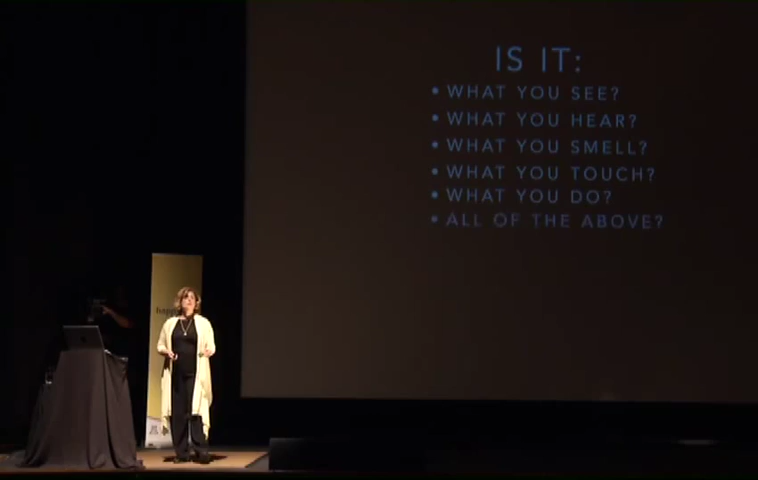 IS IT:
• WHAT YOU SEE?
• WHAT YOU HEAR?
• WHAT YOU SMELL?
• WHAT YOU TOUCH?
• WHAT YOU DO?
• ALL OF THE ABOVE?